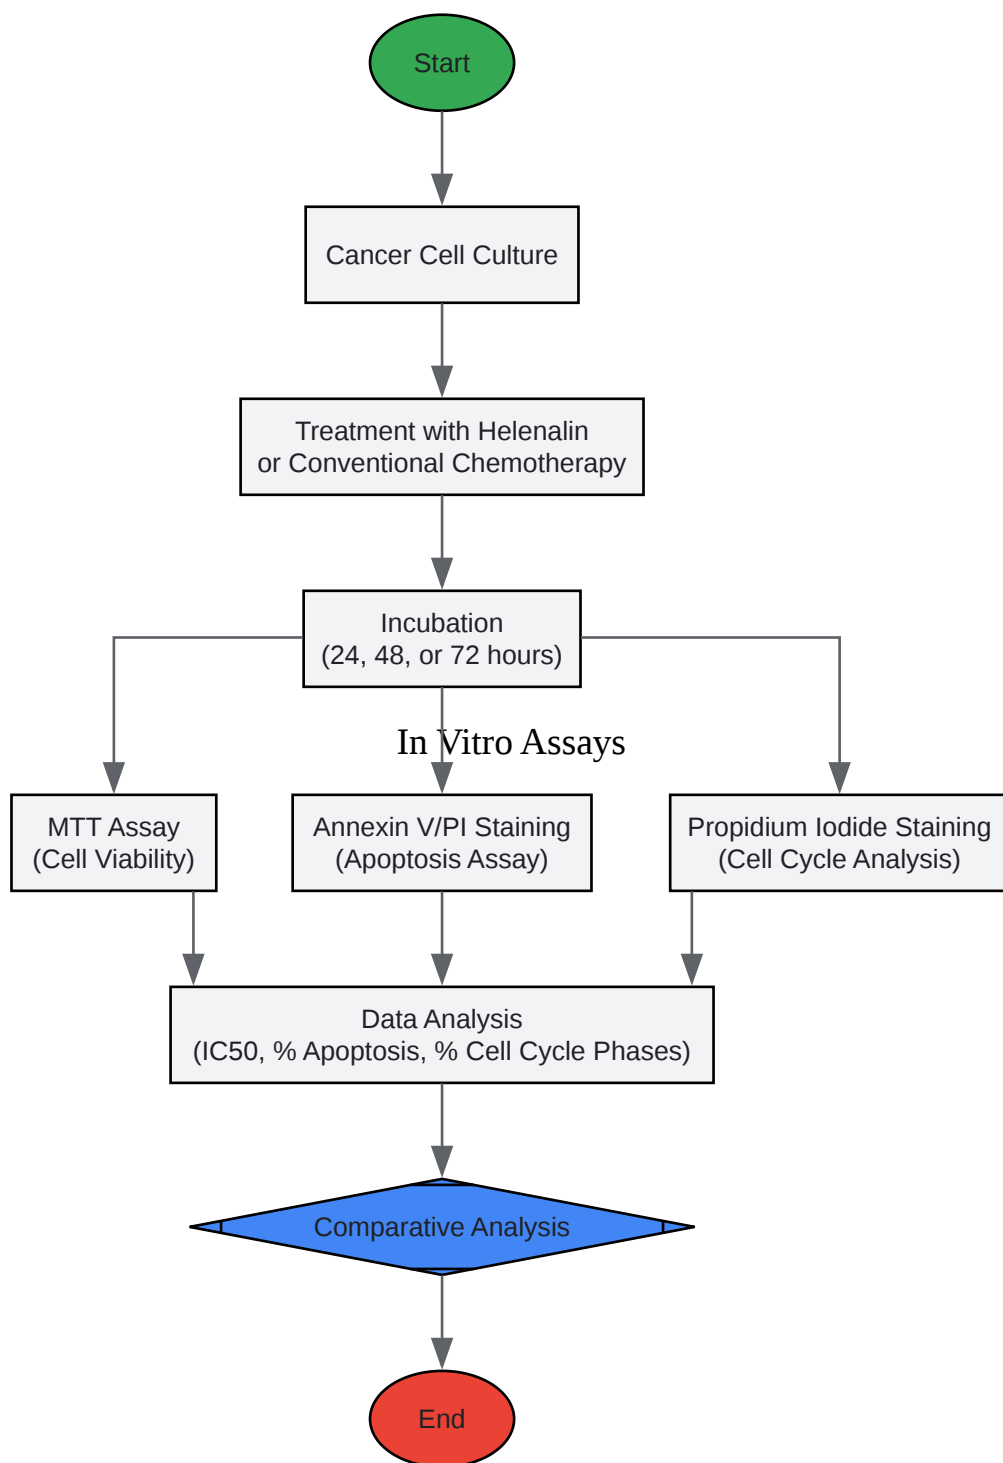 Start
Cancer Cell Culture
Treatment with Helenalin
or Conventional Chemotherapy
Incubation
(24, 48, or 72 hours)
In Vitro Assays
MTT Assay
(Cell Viability)
Annexin V/PI Staining
(Apoptosis Assay)
Propidium Iodide Staining
(Cell Cycle Analysis)
Data Analysis
(IC50, % Apoptosis, % Cell Cycle Phases)
Comparative Analysis
End